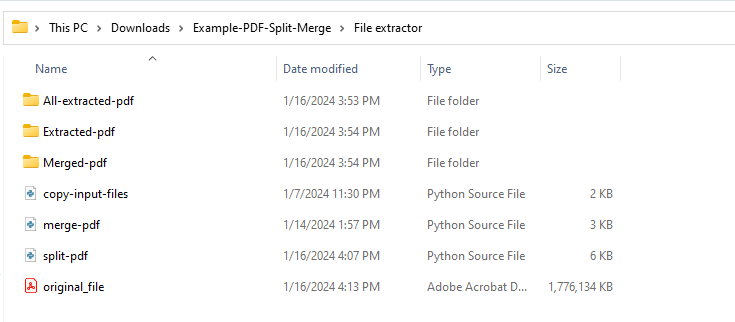 This PC > Downloads > Example-PDF-Split-Merge > File extractor
Name Date modified Type Size
All-extracted-pdf 1/16/2024 3:53 PM File folder
Extracted-pdf 1/16/2024 3:54 PM File folder
Merged-pdf 1/16/2024 3:54 PM File folder
copy-input-files 1/7/2024 11:30 PM Python Source File 2 KB
merge-pdf 1/14/2024 1:57 PM Python Source File 3 KB
split-pdf 1/16/2024 4:07 PM Python Source File 6 KB
original_file 1/16/2024 4:13 PM Adobe Acrobat D... 1,776,134 KB